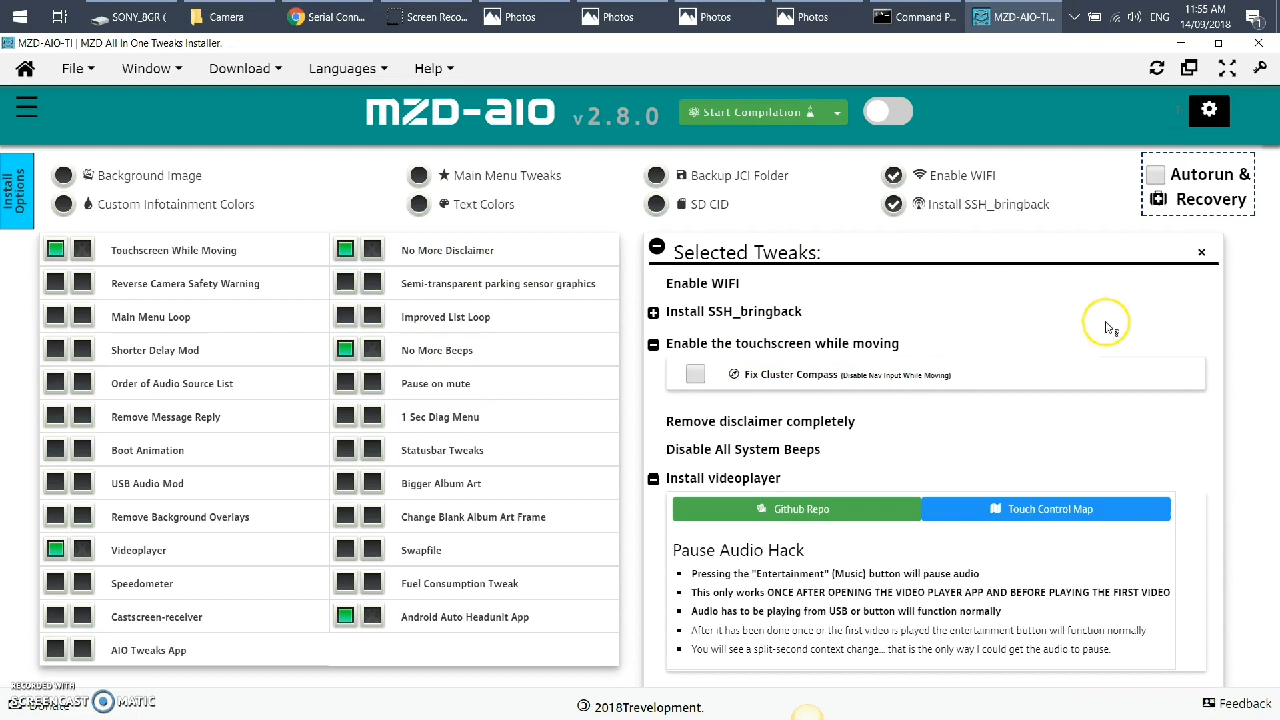 SONY_BGR (
Camera
Serial Conn...
Screen Reco...
Photos
Photos
Photos
Photos
Command P...
MZD-AIO-TI...
ENG
11:55 AM
14/09/2018
1
MZD-AIO-TI | MZD All In One Tweaks Installer.
File
Window
Download
Languages
Help
MZD-AIO v2.8.0
Start Compilation
Install Options
Background Image
Main Menu Tweaks
Backup JCI Folder
Enable WIFI
Custom Infotainment Colors
Text Colors
SD CID
Install SSH_bringback
Autorun &
Recovery
Touchscreen While Moving
No More Disclaimer
Reverse Camera Safety Warning
Semi-transparent parking sensor graphics
Main Menu Loop
Improved List Loop
Shorter Delay Mod
No More Beeps
Order of Audio Source List
Pause on mute
Remove Message Reply
1 Sec Diag Menu
Boot Animation
Statusbar Tweaks
USB Audio Mod
Bigger Album Art
Remove Background Overlays
Change Blank Album Art Frame
Videoplayer
Swapfile
Speedometer
Fuel Consumption Tweak
Castscreen-receiver
Android Auto Headunit App
AIO Tweaks App
Selected Tweaks:
×
Enable WIFI
Install SSH_bringback
Enable the touchscreen while moving
Fix Cluster Compass (Disable Nav Input While Moving)
Remove disclaimer completely
Disable All System Beeps
Install videoplayer
Github Repo
Touch Control Map
Pause Audio Hack
Pressing the "Entertainment" (Music) button will pause audio
This only works ONCE AFTER OPENING THE VIDEO PLAYER APP AND BEFORE PLAYING THE FIRST VIDEO
Audio has to be playing from USB or button will function normally
After it has been done once or the first video is played the entertainment button will function normally
You will see a split-second context change... that is the only way I could get the audio to pause.
RECORDED WITH
SCREENCAST MATIC
Donate
2018Trevelopment.
Feedback